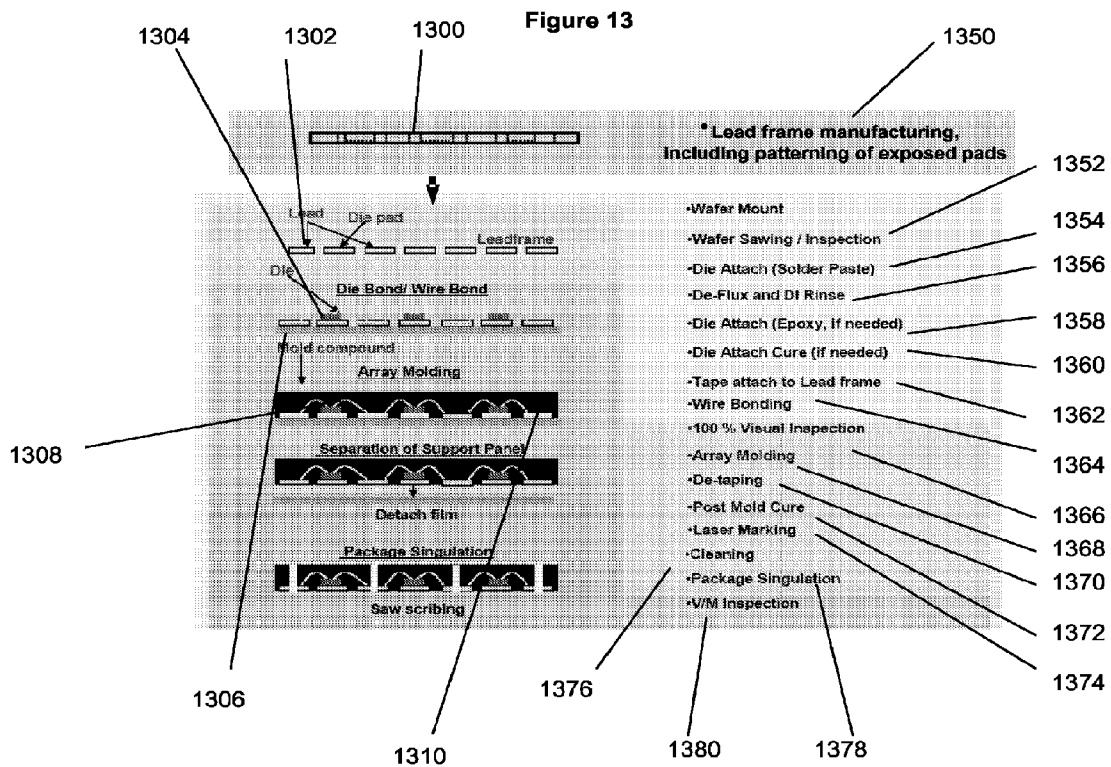 Figure 13
1304
1302
1300
1350
•Lead frame manufacturing,
including patterning of exposed pads
1352
1354
1356
1358
1360
1362
1364
1366
1368
1370
1372
1374
Lead
Die pad
Leadframe
Die
Die Bond/ Wire Bond
Mold compound
Array Molding
1308
Separation of Support Panel
Detach film
Package Singulation
Saw scribing
•Wafer Mount
•Wafer Sawing / Inspection
•Die Attach (Solder Paste)
•De-Flux and DI Rinse
•Die Attach (Epoxy, if needed)
•Die Attach Cure (if needed)
•Tape attach to Lead frame
•Wire Bonding
•100 % Visual Inspection
•Array Molding
•De-taping
•Post Mold Cure
•Laser Marking
•Cleaning
•Package Singulation
•V/M Inspection
1306
1310
1376
1380
1378